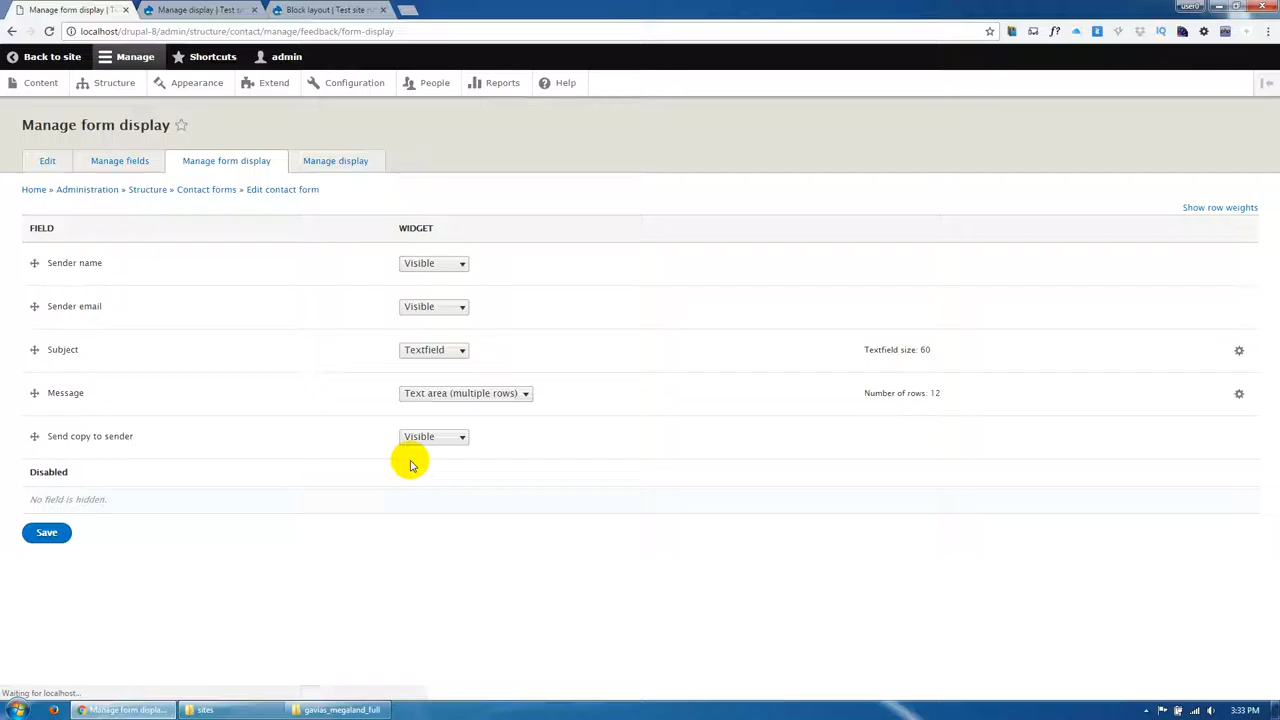 Manage form display | T
Manage display | Test s
Block layout | Test site
user0
localhost/drupal-8/admin/structure/contact/manage/feedback/form-display
Back to site
Manage
Shortcuts
admin
Content
Structure
Appearance
Extend
Configuration
People
Reports
Help
Manage form display
Edit
Manage fields
Manage form display
Manage display
Home » Administration » Structure » Contact forms » Edit contact form
Show row weights
FIELD WIDGET
Sender name Visible
Sender email Visible
Subject Textfield Textfield size: 60
Message Text area (multiple rows) Number of rows: 12
Send copy to sender Visible
Disabled
No field is hidden.
Save
Waiting for localhost...
Manage form displa...
sites
gavias_megaland_full
3:33 PM